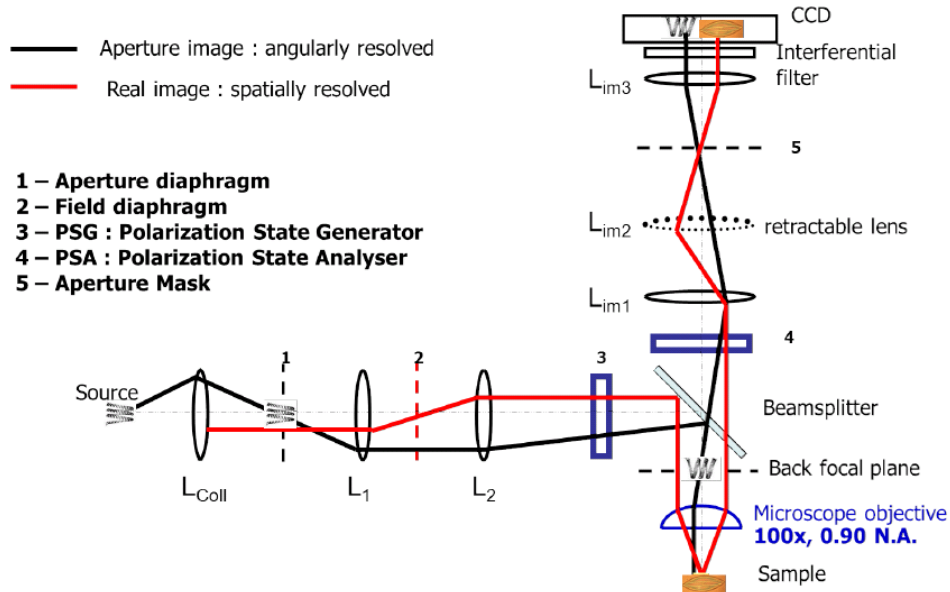 Aperture image : angularly resolved
Real image : spatially resolved
1 – Aperture diaphragm
2 – Field diaphragm
3 – PSG : Polarization State Generator
4 – PSA : Polarization State Analyser
5 – Aperture Mask
CCD
Interferential
filter
Lim3
5
Lim2
retractable lens
Lim1
4
1
2
3
Source
Beamsplitter
LColl
L1
L2
Back focal plane
Microscope objective
100x, 0.90 N.A.
Sample